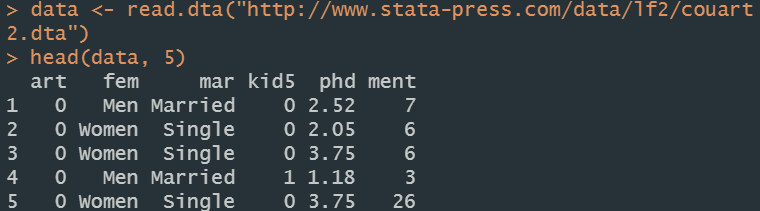 > data <- read.dta("http://www.stata-press.com/data/lf2/couart
2.dta")
> head(data, 5)
  art   fem     mar kid5  phd ment
1   0   Men Married    0 2.52    7
2   0 Women  Single    0 2.05    6
3   0 Women  Single    0 3.75    6
4   0   Men Married    1 1.18    3
5   0 Women  Single    0 3.75   26